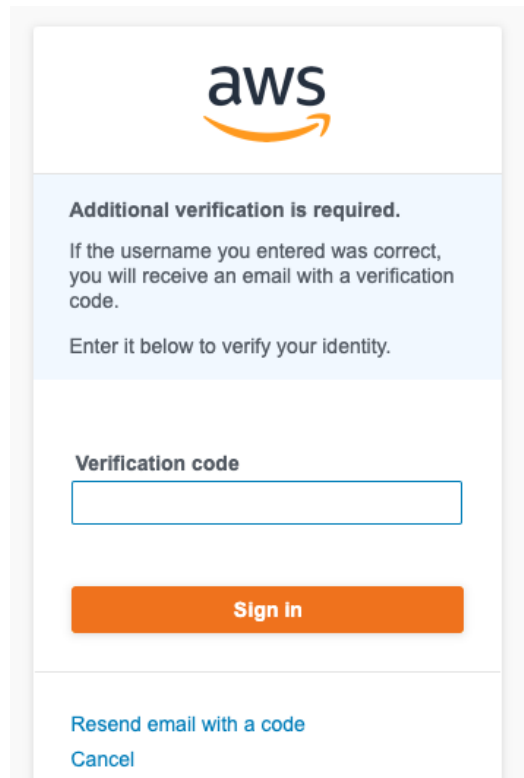 aws
Additional verification is required.
If the username you entered was correct,
you will receive an email with a verification
code.
Enter it below to verify your identity.
Verification code
Sign in
Resend email with a code
Cancel